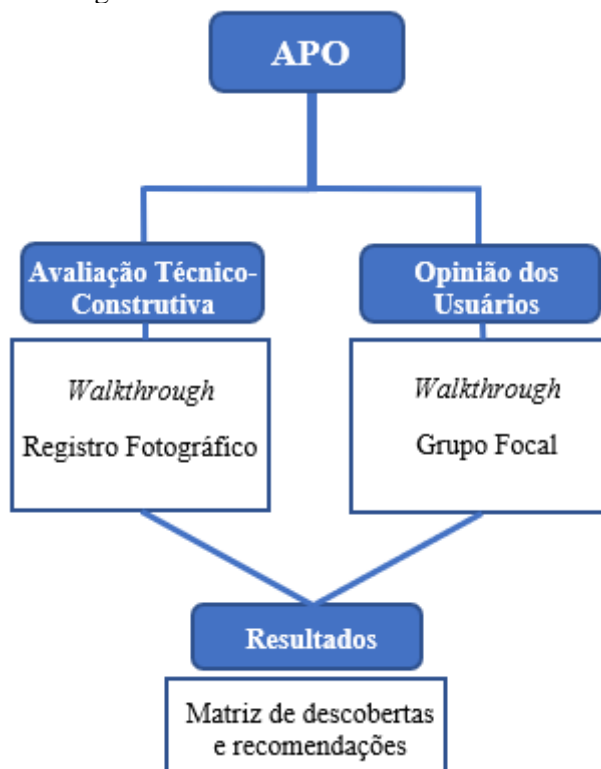 APO
Avaliação Técnico-
Construtiva
Opinião dos
Usuários
Walkthrough
Registro Fotográfico
Walkthrough
Grupo Focal
Resultados
Matriz de descobertas
e recomendações